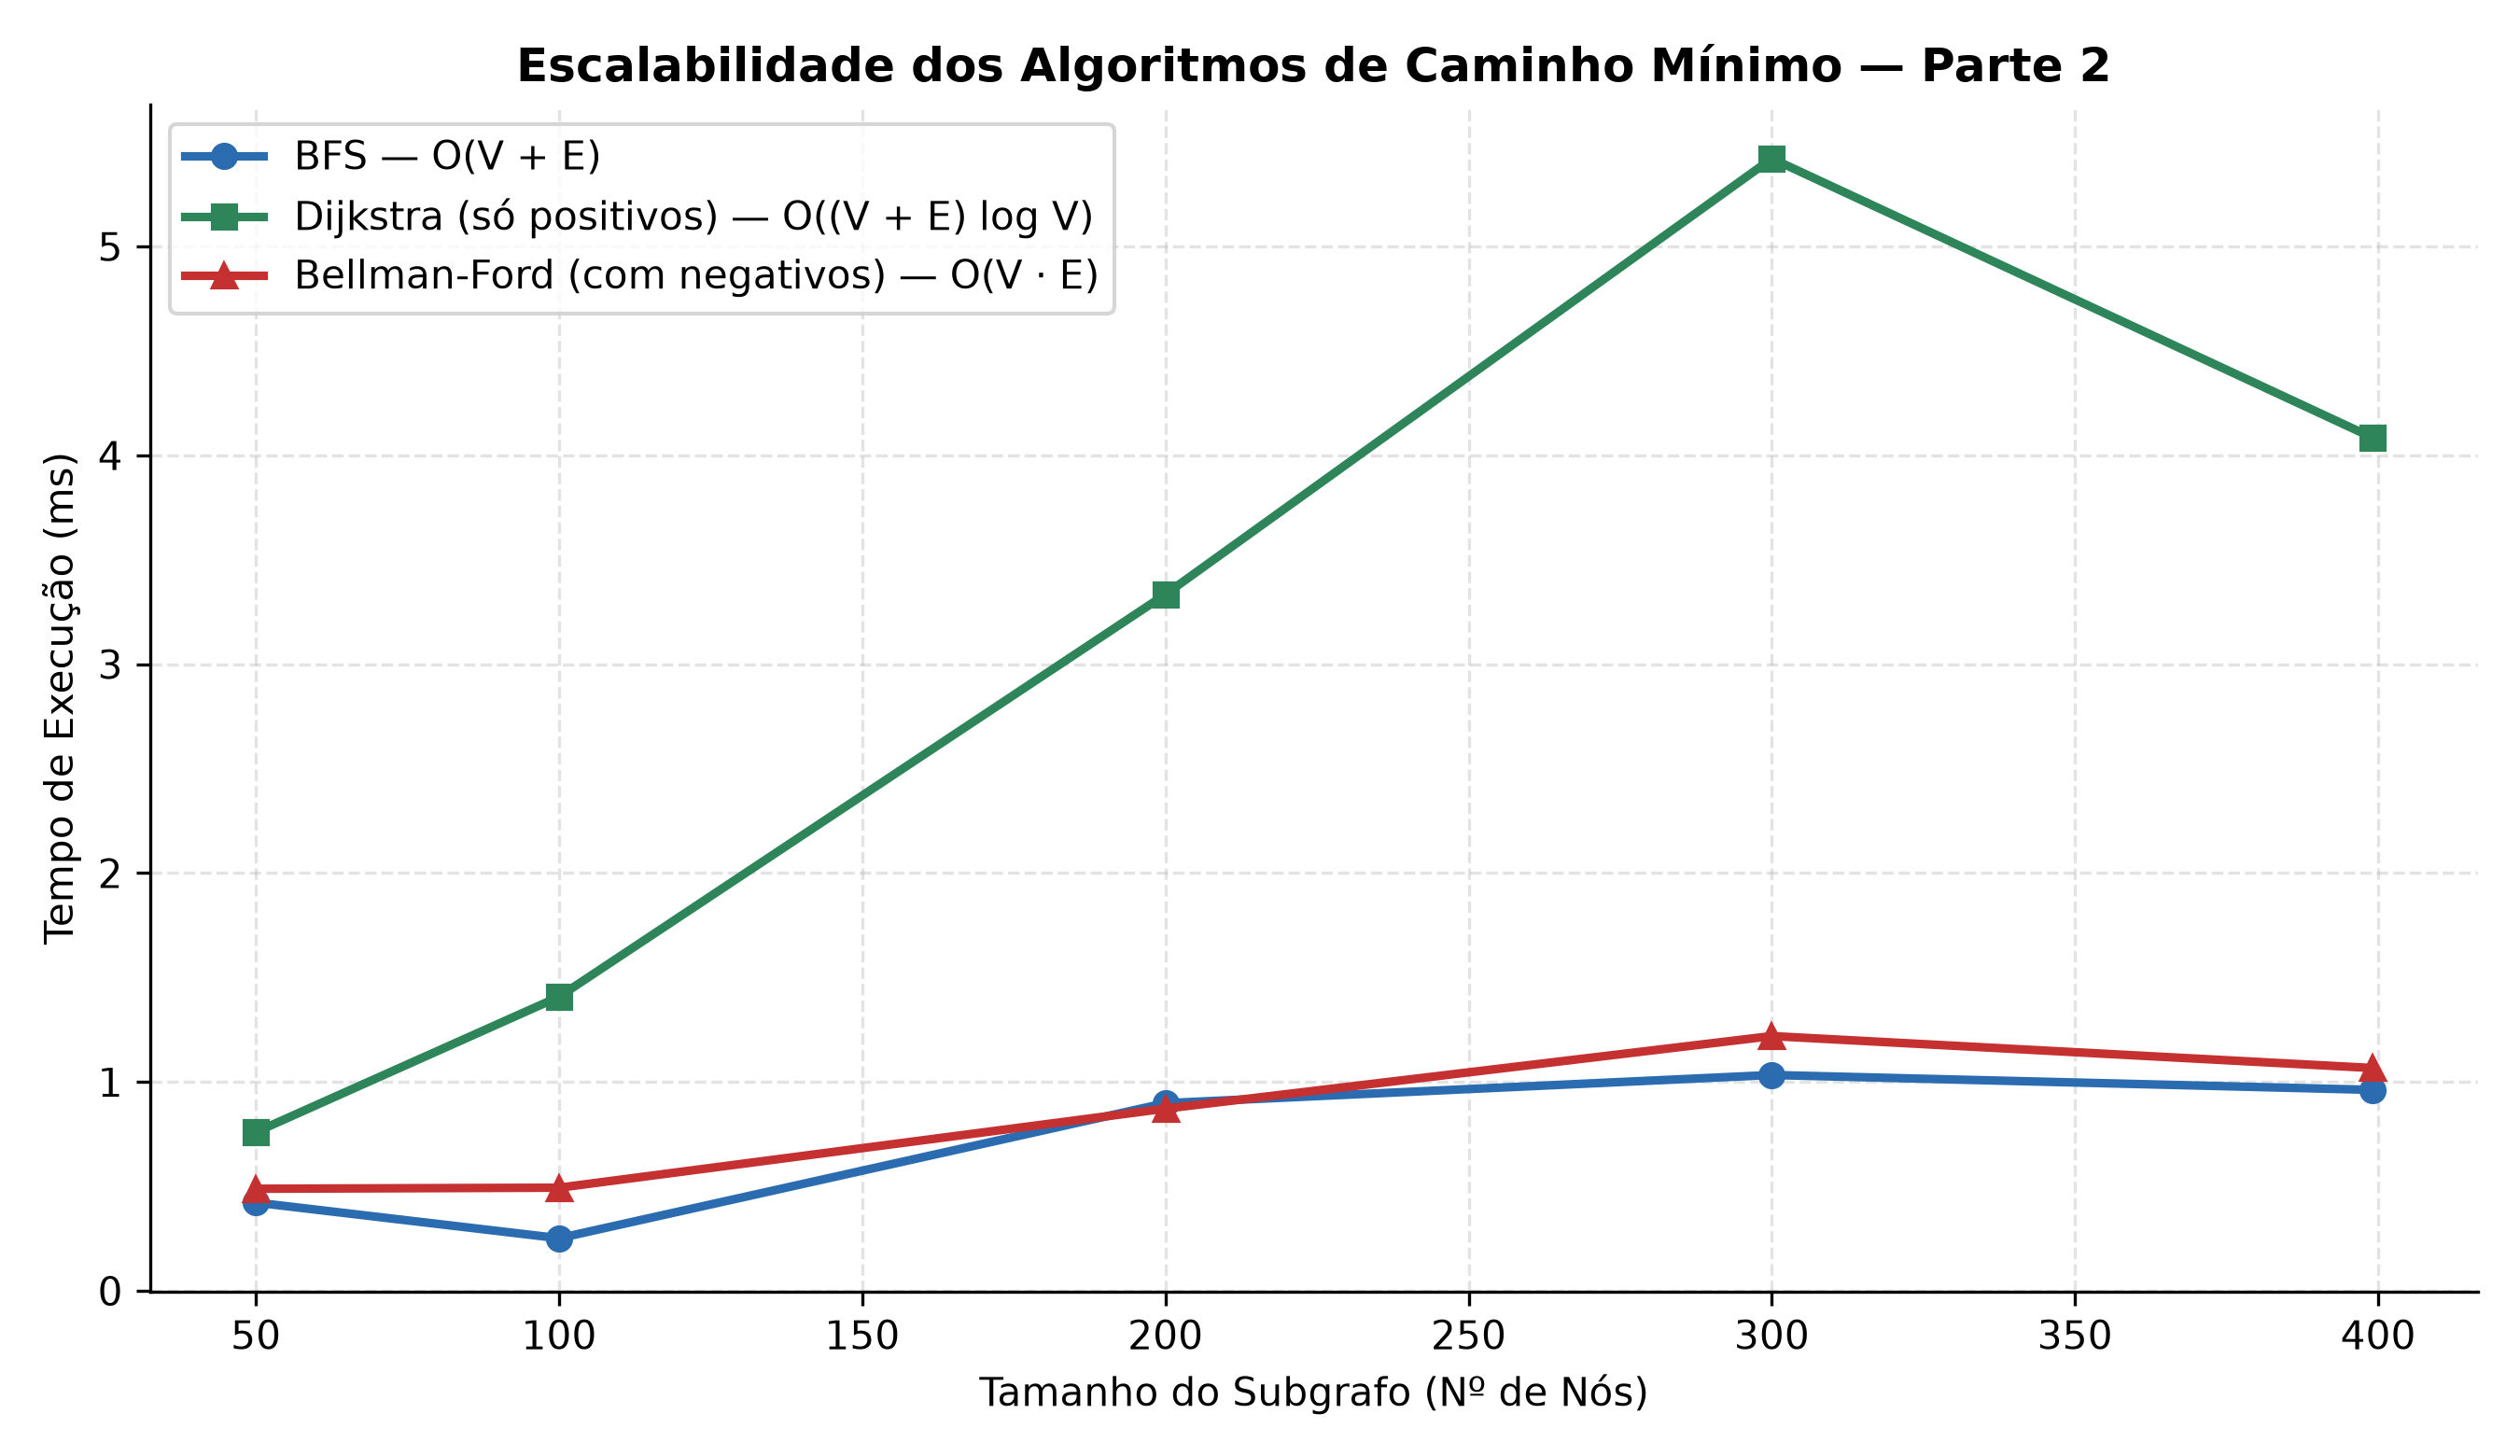 Escalabilidade dos Algoritmos de Caminho Mínimo — Parte 2
BFS — O(V + E)
Dijkstra (só positivos) — O((V + E) log V)
Bellman-Ford (com negativos) — O(V · E)
Tempo de Execução (ms)
5
4
3
2
1
0
50 100 150 200 250 300 350 400
Tamanho do Subgrafo (Nº de Nós)